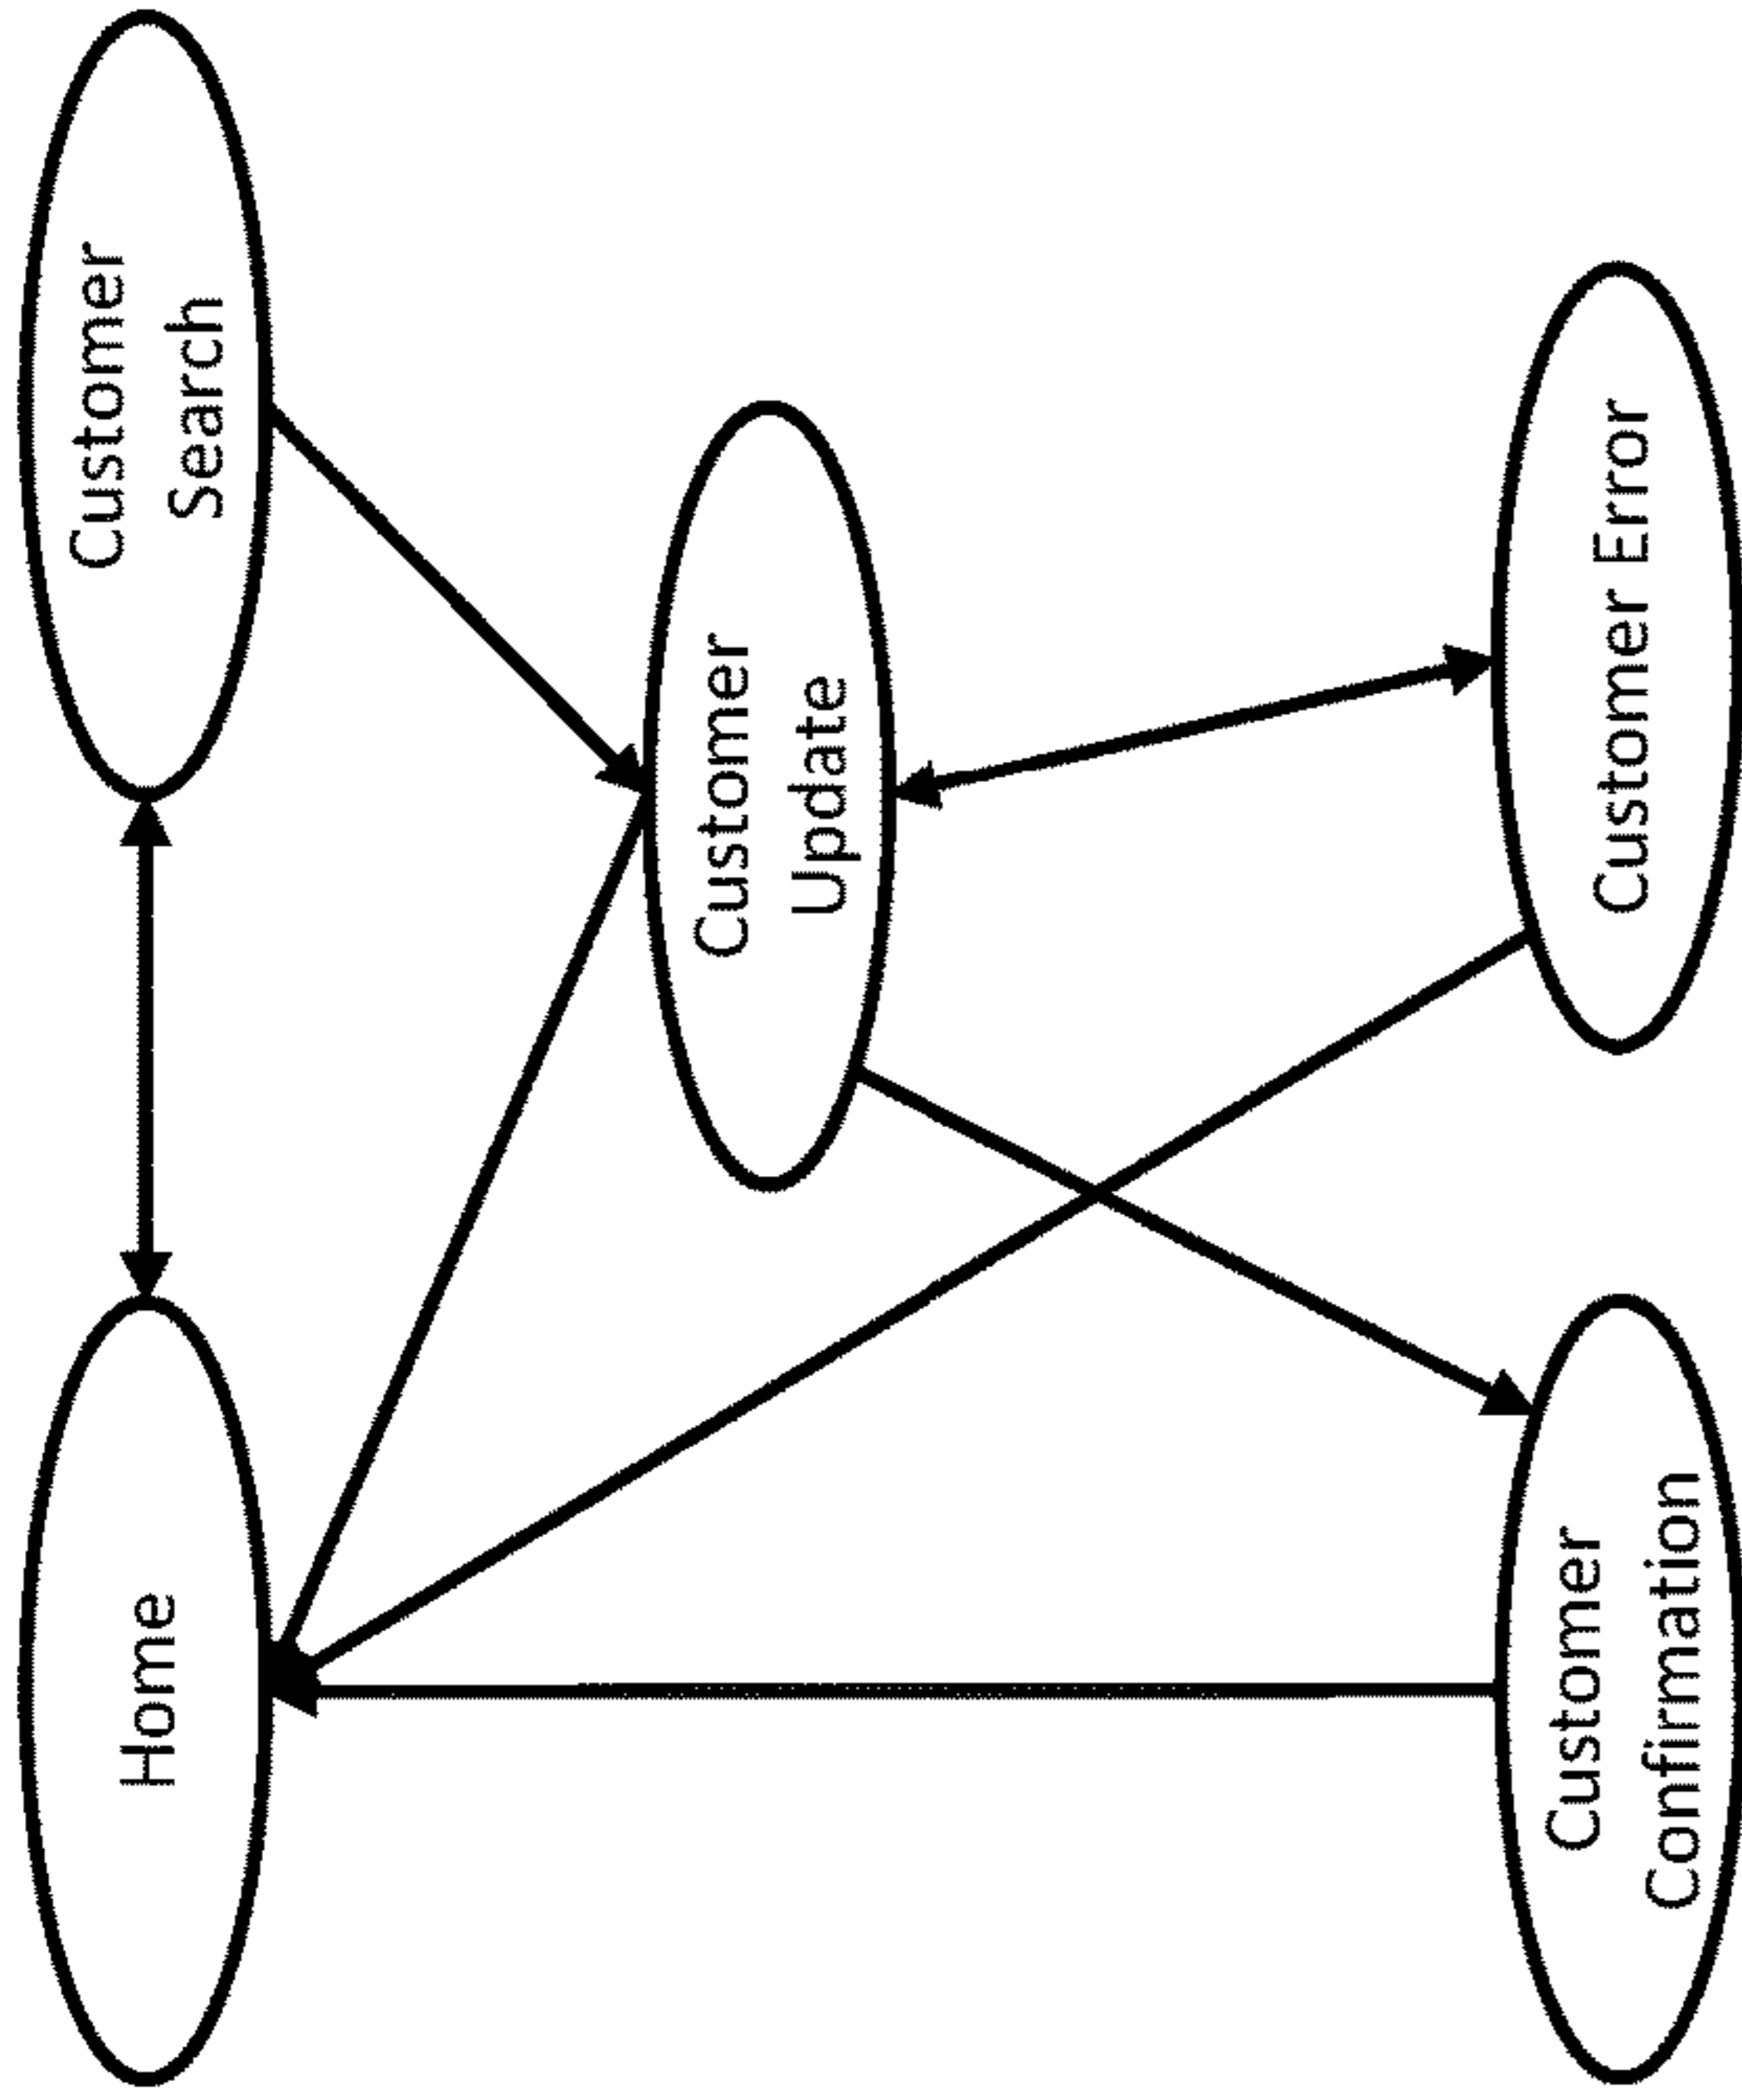 Home
Customer
Search
Customer
Update
Customer
Confirmation
Customer Error